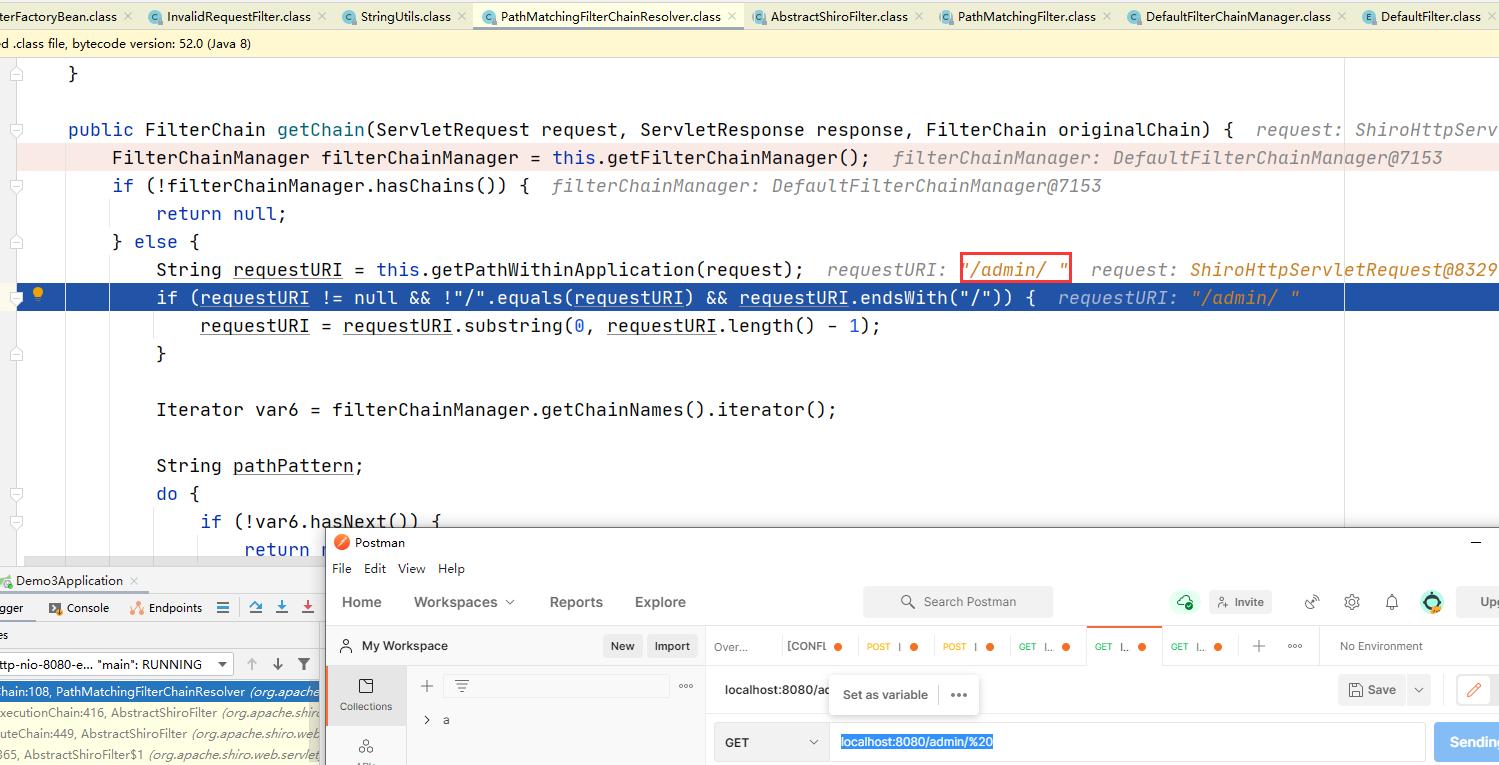 terFactoryBean.class InvalidRequestFilter.class StringUtils.class PathMatchingFilterChainResolver.class AbstractShiroFilter.class PathMatchingFilter.class DefaultFilterChainManager.class DefaultFilter.class
ed .class file, bytecode version: 52.0 (Java 8)
}
public FilterChain getChain(ServletRequest request, ServletResponse response, FilterChain originalChain) { request: ShiroHttpServ
FilterChainManager filterChainManager = this.getFilterChainManager(); filterChainManager: DefaultFilterChainManager@7153
if (!filterChainManager.hasChains()) { filterChainManager: DefaultFilterChainManager@7153
return null;
} else {
String requestURI = this.getPathWithinApplication(request); requestURI: "/admin/ " request: ShiroHttpServletRequest@8329
if (requestURI != null && !"/".equals(requestURI) && requestURI.endsWith("/")) { requestURI: "/admin/ "
requestURI = requestURI.substring(0, requestURI.length() - 1);
}
Iterator var6 = filterChainManager.getChainNames().iterator();
String pathPattern;
do {
if (!var6.hasNext()) {
return
Demo3Application
gger Console Endpoints
es
ttp-nio-8080-e... "main": RUNNING
Chain:108, PathMatchingFilterChainResolver (org.apache
xecutionChain:416, AbstractShiroFilter (org.apache.shiro
uteChain:449, AbstractShiroFilter (org.apache.shiro.web
365, AbstractShiroFilter$1 (org.apache.shiro.web.servlet
Postman
File Edit View Help
Home Workspaces Reports Explore Search Postman Invite Upg
My Workspace New Import Over... [CONFL POST POST GET I... GET I... GET I... No Environment
Collections
a
localhost:8080/ad Set as variable Save
GET localhost:8080/admin/%20 Sending